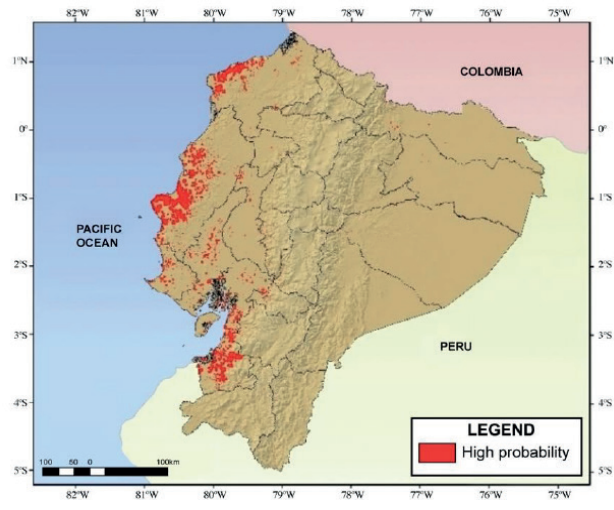 82°W 81°W 80°W 79°W 78°W 77°W 76°W 75°W
1°N 1°N
COLOMBIA
0° 0°
1°S 1°S
PACIFIC
OCEAN
2°S 2°S
3°S 3°S
PERU
4°S 4°S
LEGEND
High probability
100 50 0 100km
5°S 5°S
82°W 81°W 80°W 79°W 78°W 77°W 76°W 75°W